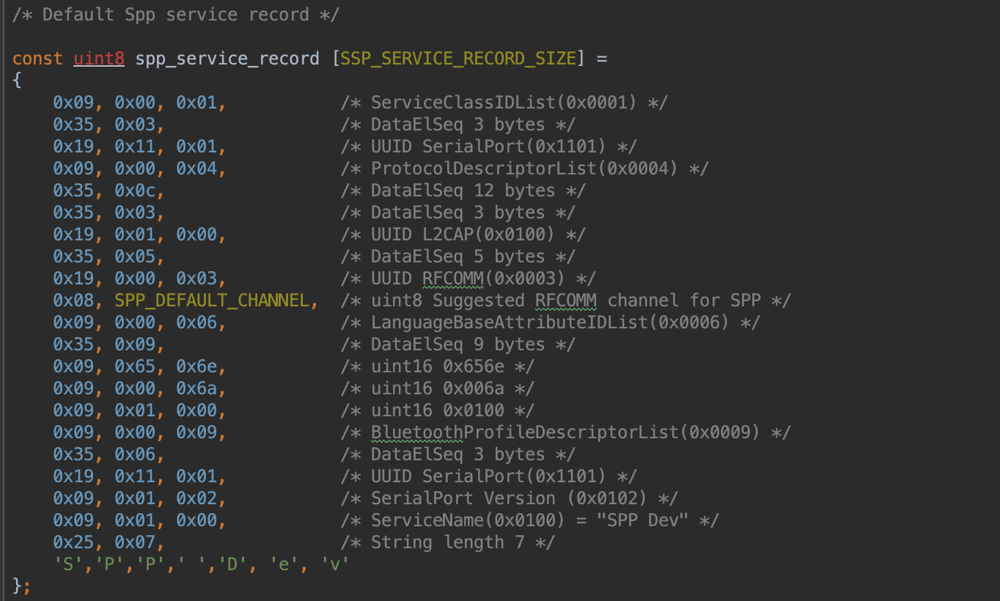 /* Default Spp service record */
const uint8 spp_service_record [SSP_SERVICE_RECORD_SIZE] =
{
0x09, 0x00, 0x01, /* ServiceClassIDList(0x0001) */
0x35, 0x03, /* DataElSeq 3 bytes */
0x19, 0x11, 0x01, /* UUID SerialPort(0x1101) */
0x09, 0x00, 0x04, /* ProtocolDescriptorList(0x0004) */
0x35, 0x0c, /* DataElSeq 12 bytes */
0x35, 0x03, /* DataElSeq 3 bytes */
0x19, 0x01, 0x00, /* UUID L2CAP(0x0100) */
0x35, 0x05, /* DataElSeq 5 bytes */
0x19, 0x00, 0x03, /* UUID RFCOMM(0x0003) */
0x08, SPP_DEFAULT_CHANNEL, /* uint8 Suggested RFCOMM channel for SPP */
0x09, 0x00, 0x06, /* LanguageBaseAttributeIDList(0x0006) */
0x35, 0x09, /* DataElSeq 9 bytes */
0x09, 0x65, 0x6e, /* uint16 0x656e */
0x09, 0x00, 0x6a, /* uint16 0x006a */
0x09, 0x01, 0x00, /* uint16 0x0100 */
0x09, 0x00, 0x09, /* BluetoothProfileDescriptorList(0x0009) */
0x35, 0x06, /* DataElSeq 3 bytes */
0x19, 0x11, 0x01, /* UUID SerialPort(0x1101) */
0x09, 0x01, 0x02, /* SerialPort Version (0x0102) */
0x09, 0x01, 0x00, /* ServiceName(0x0100) = "SPP Dev" */
0x25, 0x07, /* String length 7 */
'S','P','P',' ','D', 'e', 'v'
};